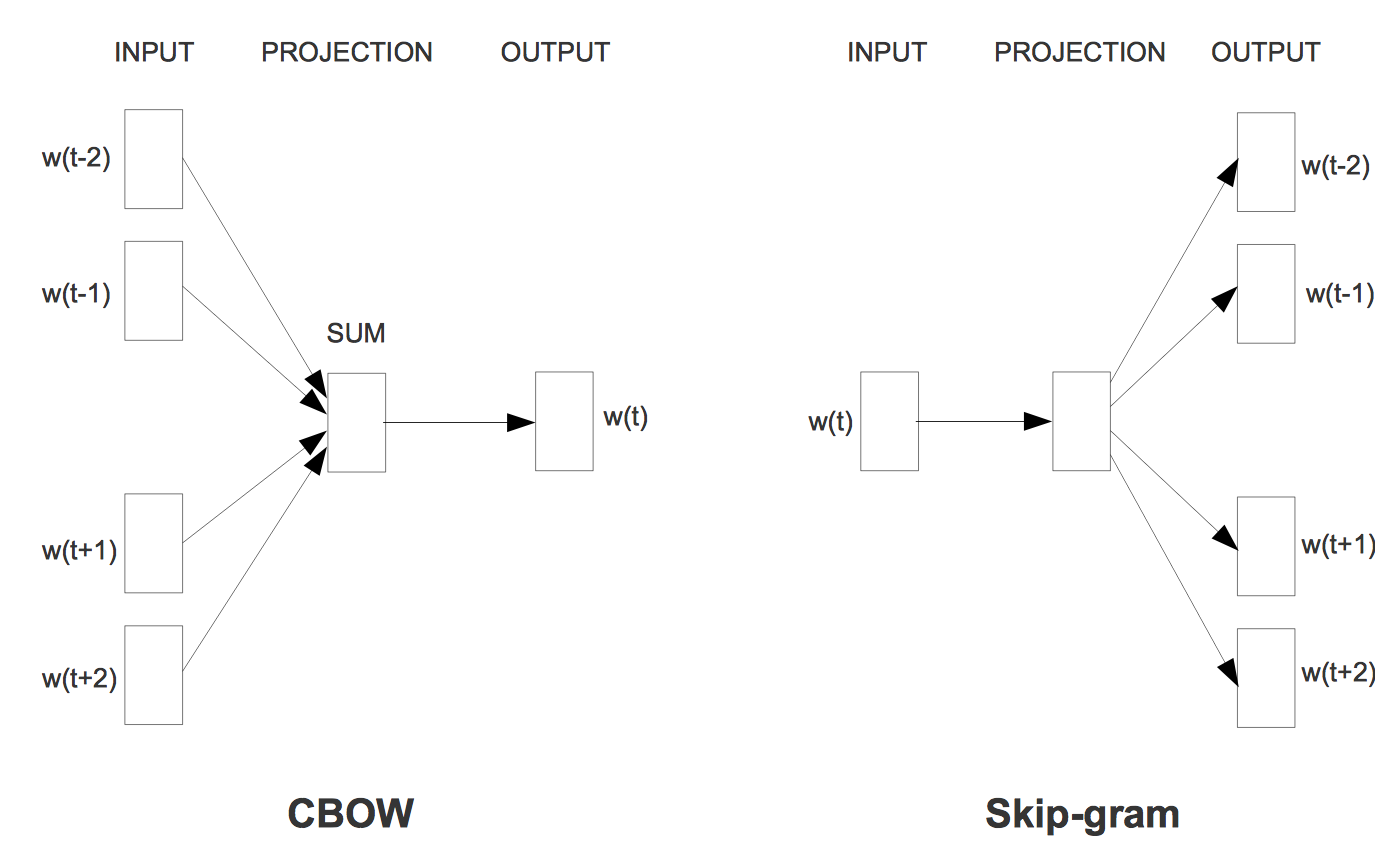 INPUT PROJECTION OUTPUT
w(t-2)
w(t-1)
SUM
w(t)
w(t+1)
w(t+2)
CBOW
INPUT PROJECTION OUTPUT
w(t-2)
w(t-1)
w(t)
w(t+1)
w(t+2)
Skip-gram